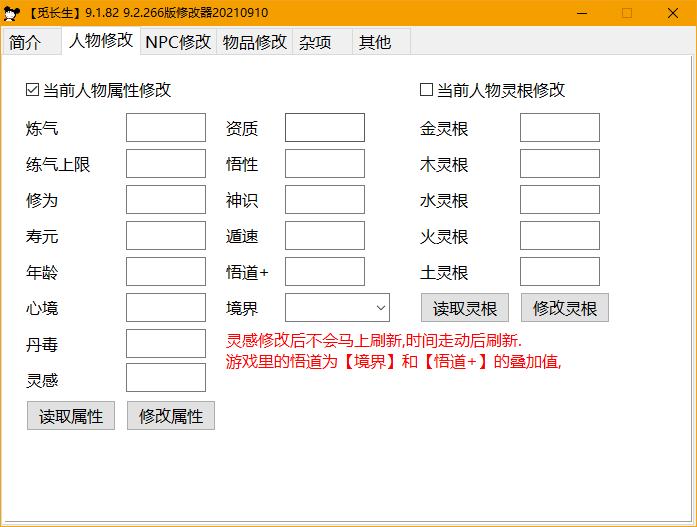 【觅长生】9.1.82 9.2.266版修改器20210910
简介 人物修改 NPC修改 物品修改 杂项 其他
当前人物属性修改 当前人物灵根修改
炼气 资质 金灵根
练气上限 悟性 木灵根
修为 神识 水灵根
寿元 遁速 火灵根
年龄 悟道+ 土灵根
心境 境界 读取灵根 修改灵根
丹毒 灵感修改后不会马上刷新,时间走动后刷新.
游戏里的悟道为【境界】和【悟道+】的叠加值,
灵感
读取属性 修改属性